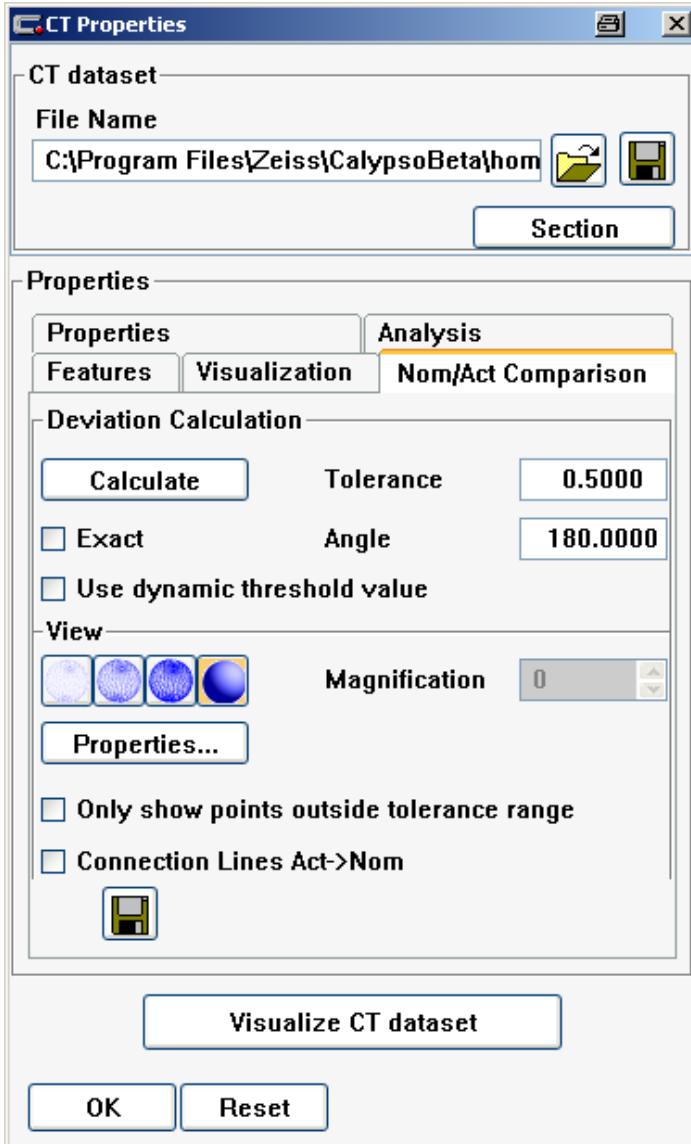 CT Properties
CT dataset
File Name
C:\Program Files\Zeiss\CalypsoBeta\hom
Section
Properties
Properties Analysis
Features Visualization Nom/Act Comparison
Deviation Calculation
Calculate Tolerance 0.5000
Exact Angle 180.0000
Use dynamic threshold value
View
Magnification 0
Properties...
Only show points outside tolerance range
Connection Lines Act->Nom
Visualize CT dataset
OK Reset